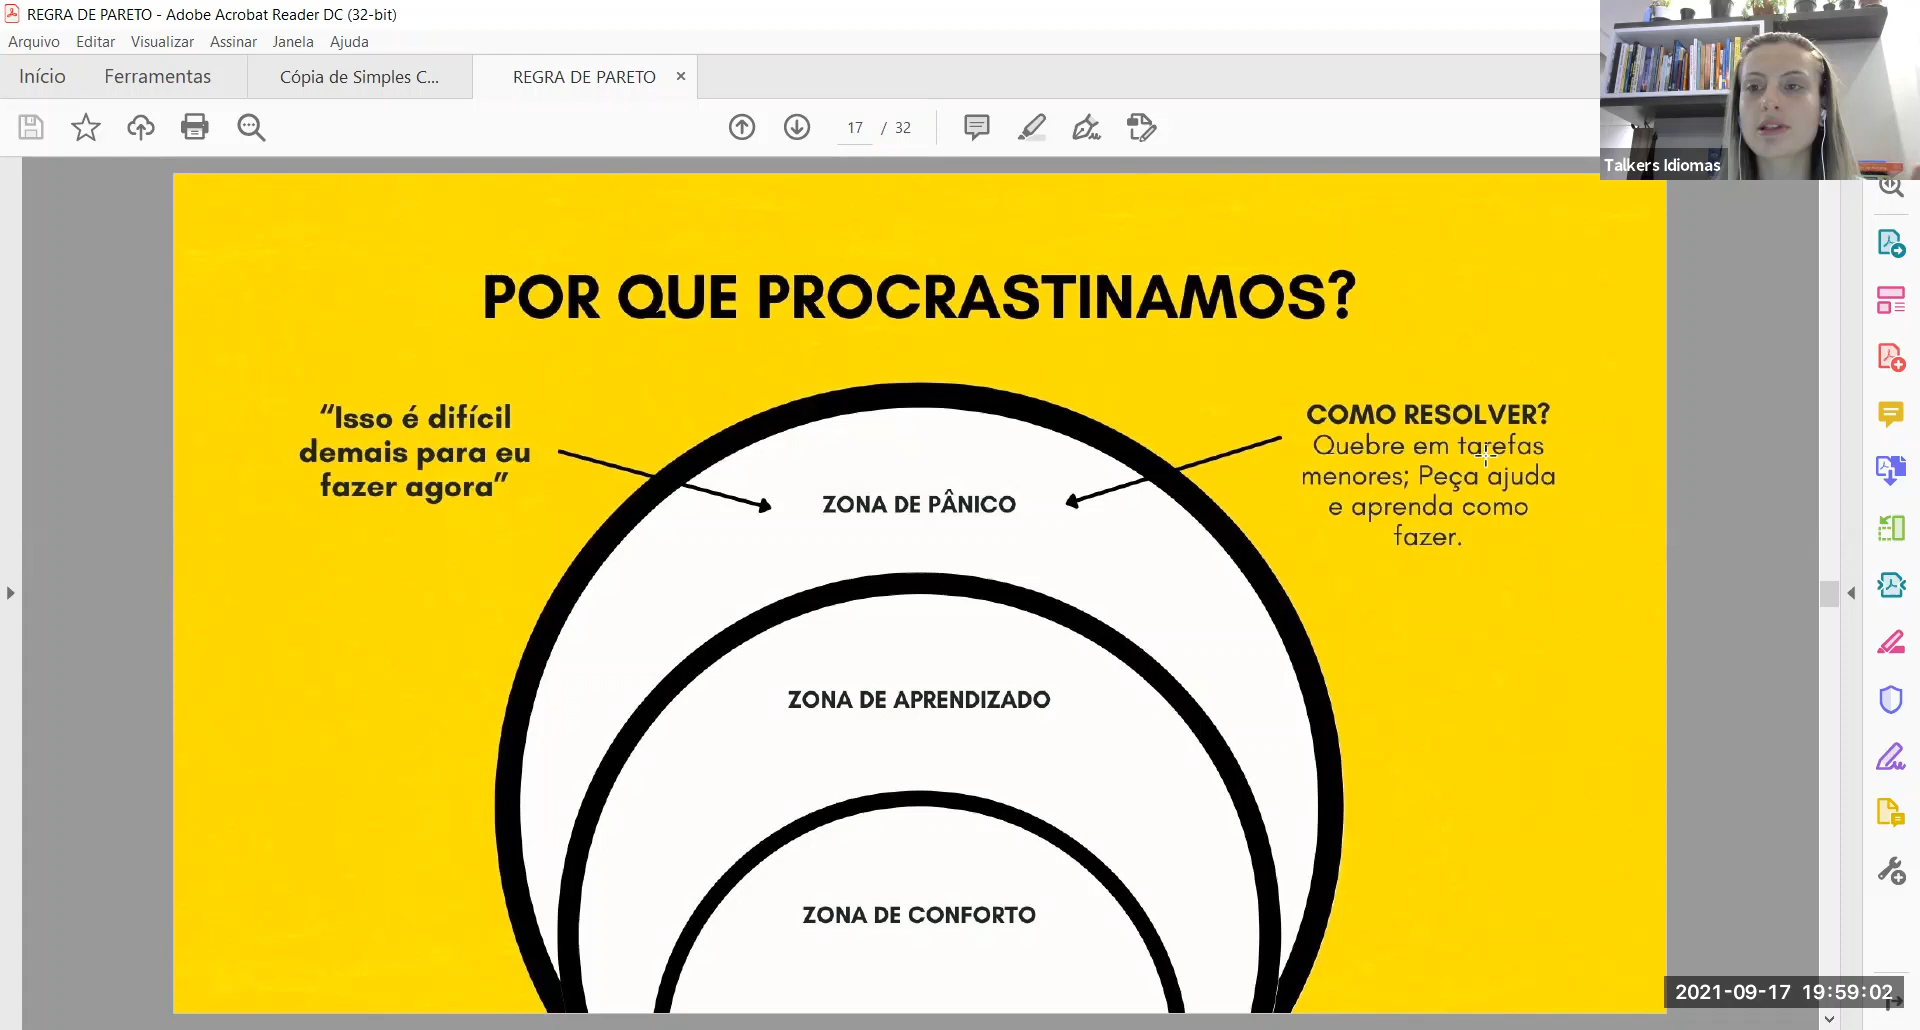 REGRA DE PARETO - Adobe Acrobat Reader DC (32-bit)
Arquivo Editar Visualizar Assinar Janela Ajuda
Início Ferramentas Cópia de Simples C... REGRA DE PARETO ×
17 / 32
Talkers Idiomas
POR QUE PROCRASTINAMOS?
“Isso é difícil
demais para eu
fazer agora”
COMO RESOLVER?
Quebre em tarefas
menores; Peça ajuda
e aprenda como
fazer.
ZONA DE PÂNICO
ZONA DE APRENDIZADO
ZONA DE CONFORTO
2021-09-17 19:59:02